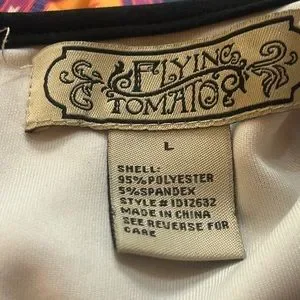 FLYING
TOMATO
L
SHELL:
95%POLYESTER
5%SPANDEX
STYLE # ID12632
MADE IN CHINA
SEE REVERSE FOR
CARE